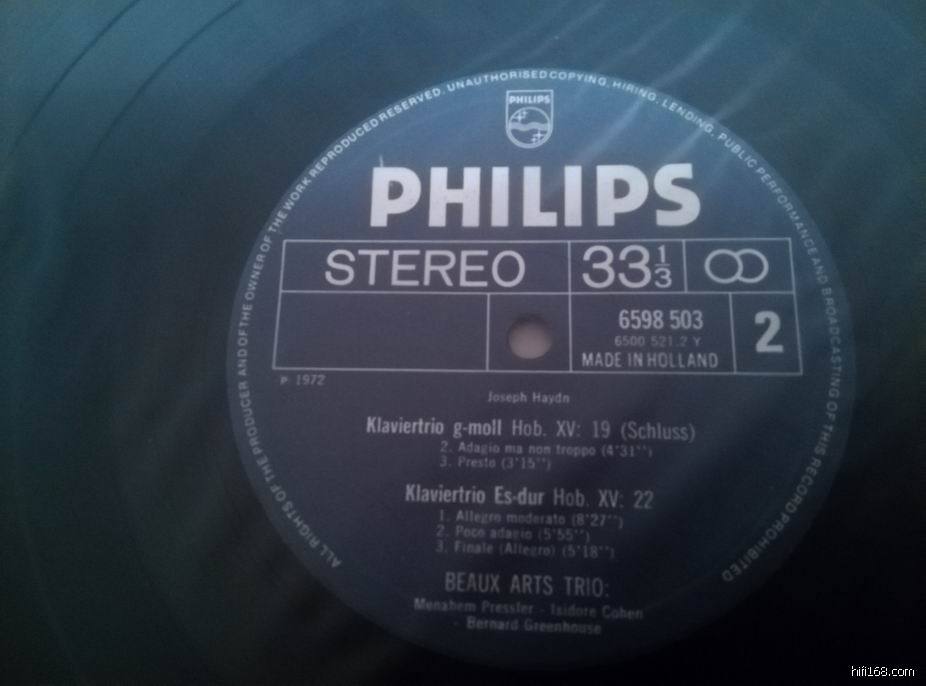 ALL RIGHTS OF THE PRODUCER AND OF THE OWNER OF THE WORK REPRODUCED RESERVED. UNAUTHORISED COPYING, HIRING, LENDING, PUBLIC PERFORMANCE AND BROADCASTING OF THIS RECORD PROHIBITED
PHILIPS
PHILIPS
STEREO 33 1/3
6598 503 2
6500 521.2 Y
MADE IN HOLLAND
P 1972
Joseph Haydn
Klaviertrio g-moll Hob. XV: 19 (Schluss)
2. Adagio ma non troppo (4'31'')
3. Presto (3'15'')
Klaviertrio Es-dur Hob. XV: 22
1. Allegro moderato (8'27'')
2. Poco adagio (5'55'')
3. Finale (Allegro) (5'18'')
BEAUX ARTS TRIO:
Menahem Pressler - Isidore Cohen
- Bernard Greenhouse
hifi168.com